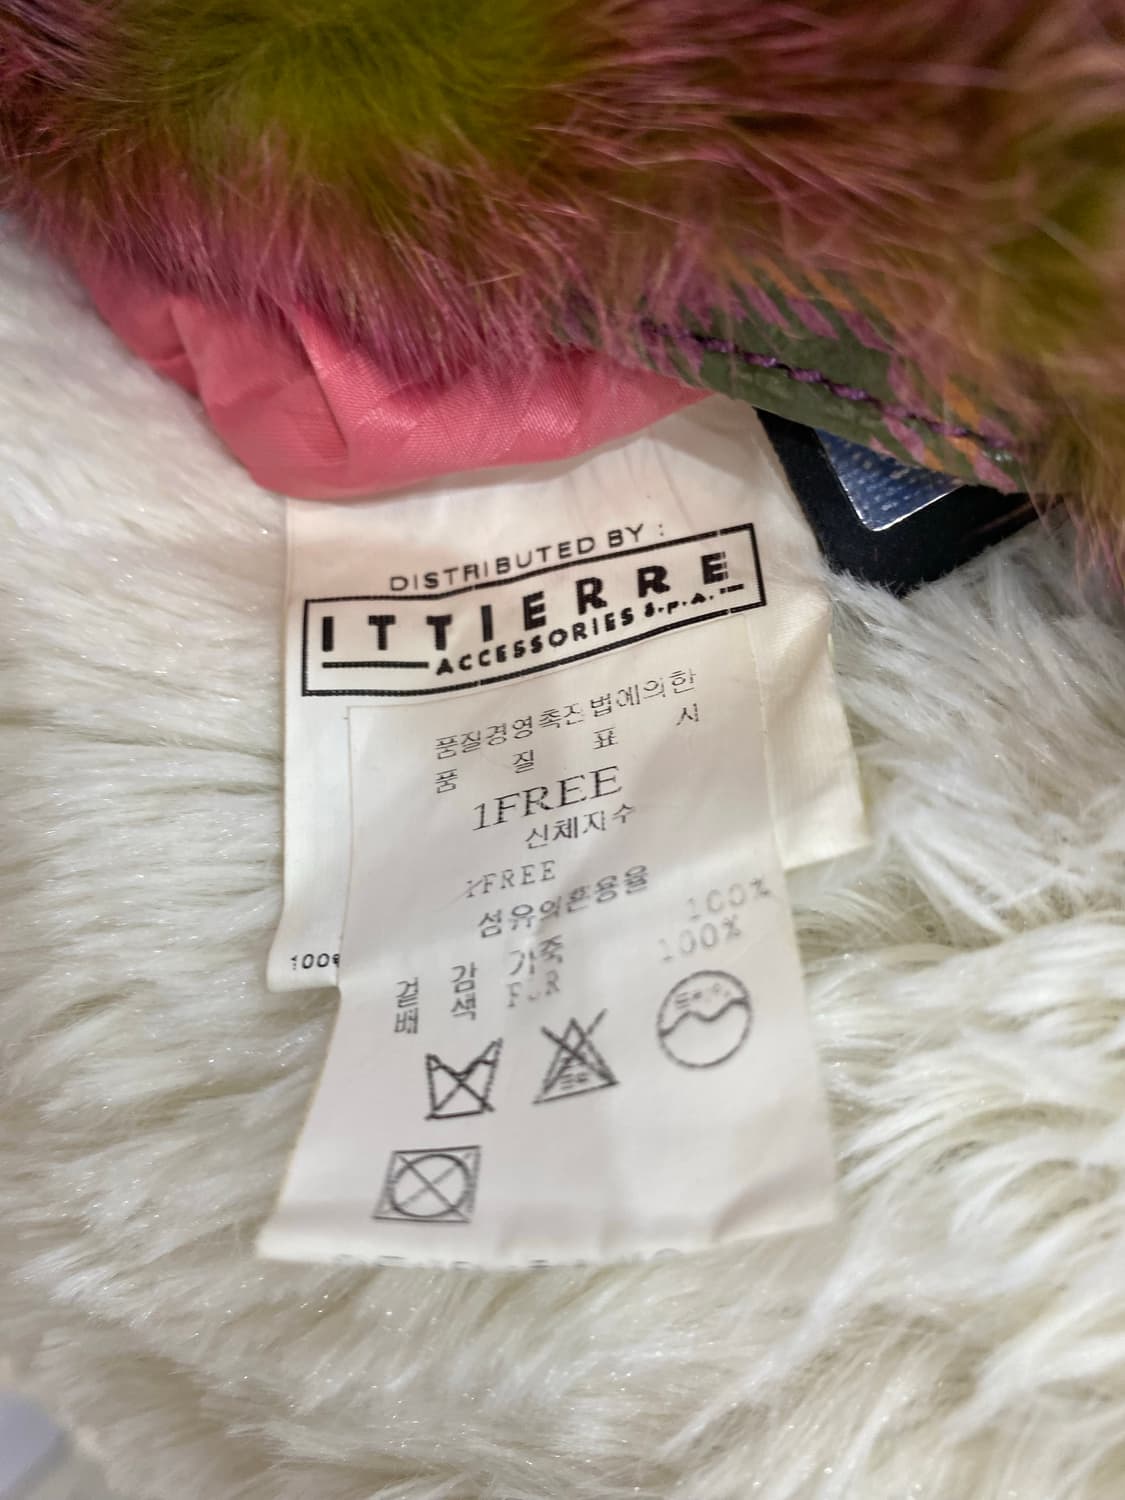 DISTRIBUTED BY :
ITTIERRE
ACCESSORIES S.p.A.
품질경영촉진법에의한
품 질 표 시
1FREE
신체지수
1FREE
섬유의혼용율
겉 감 가죽 100%
배 색 FUR 100%
100%